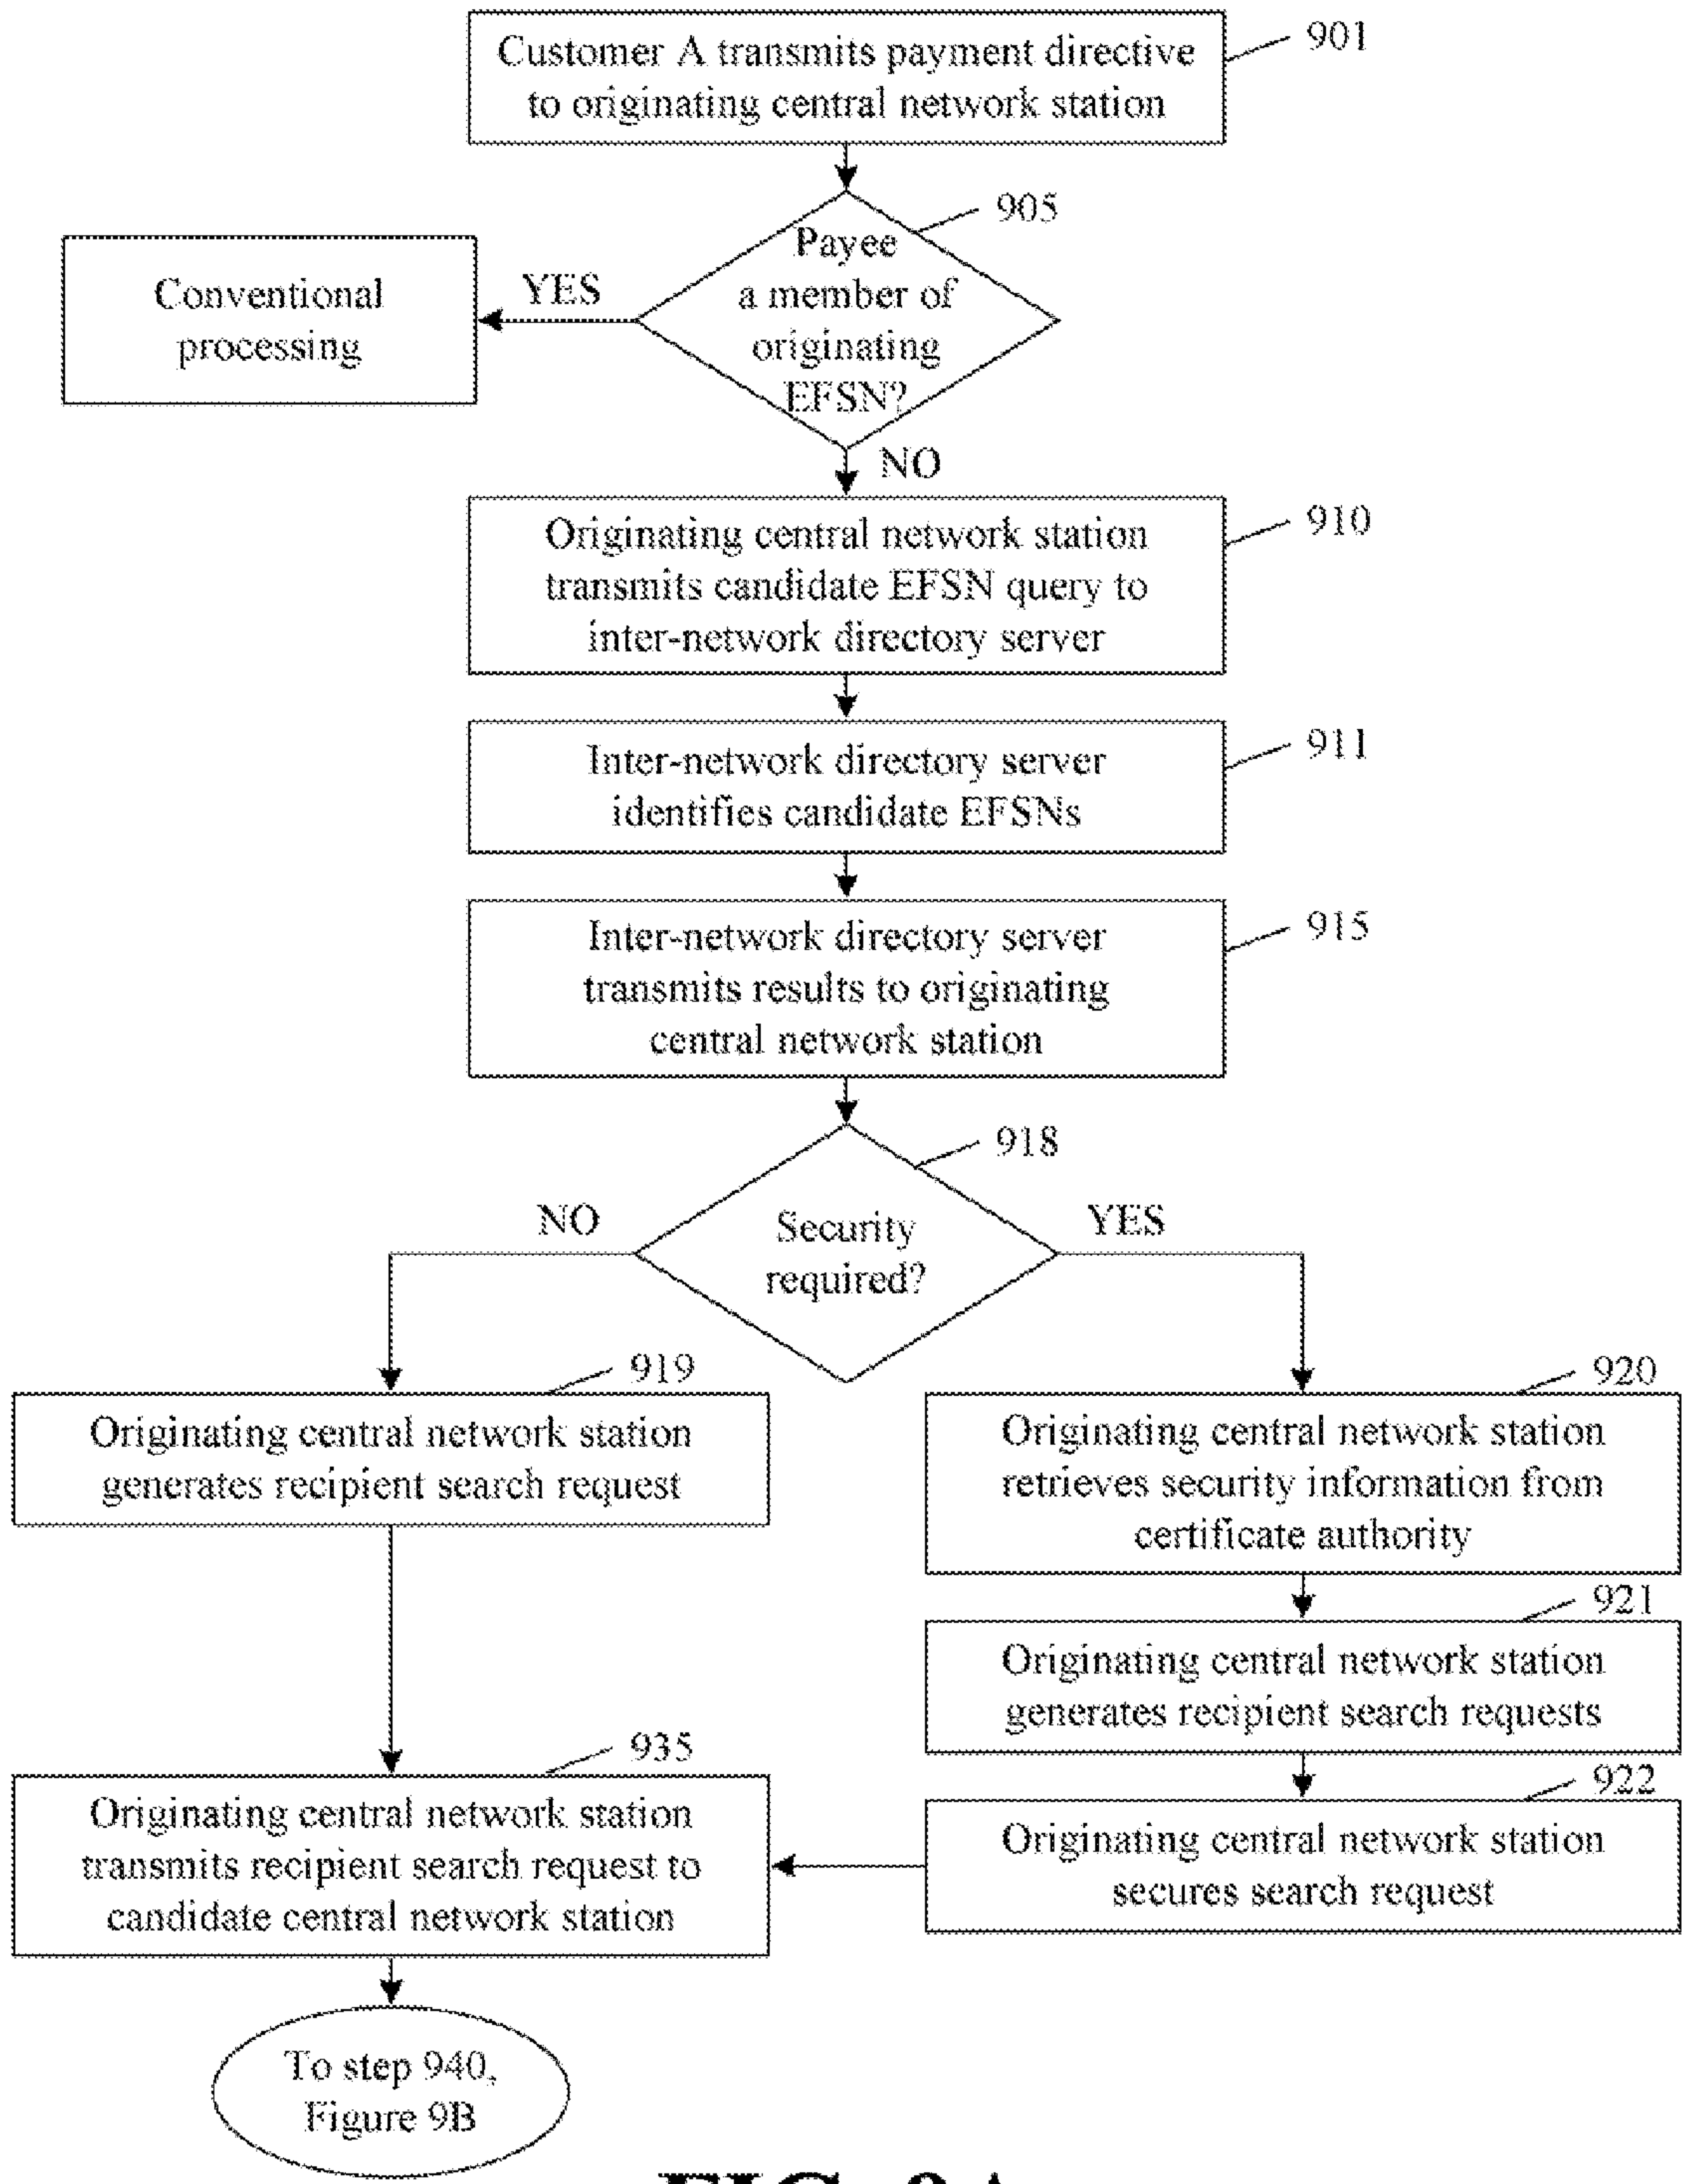 Customer A transmits payment directive
to originating central network station
901
905
Payee
a member of
originating
EFSN?
YES
Conventional
processing
NO
Originating central network station
transmits candidate EFSN query to
inter-network directory server
910
Inter-network directory server
identifies candidate EFSNs
911
Inter-network directory server
transmits results to originating
central network station
915
918
Security
required?
NO
YES
919
Originating central network station
generates recipient search request
920
Originating central network station
retrieves security information from
certificate authority
921
Originating central network station
generates recipient search requests
922
Originating central network station
secures search request
935
Originating central network station
transmits recipient search request to
candidate central network station
To step 940,
Figure 9B